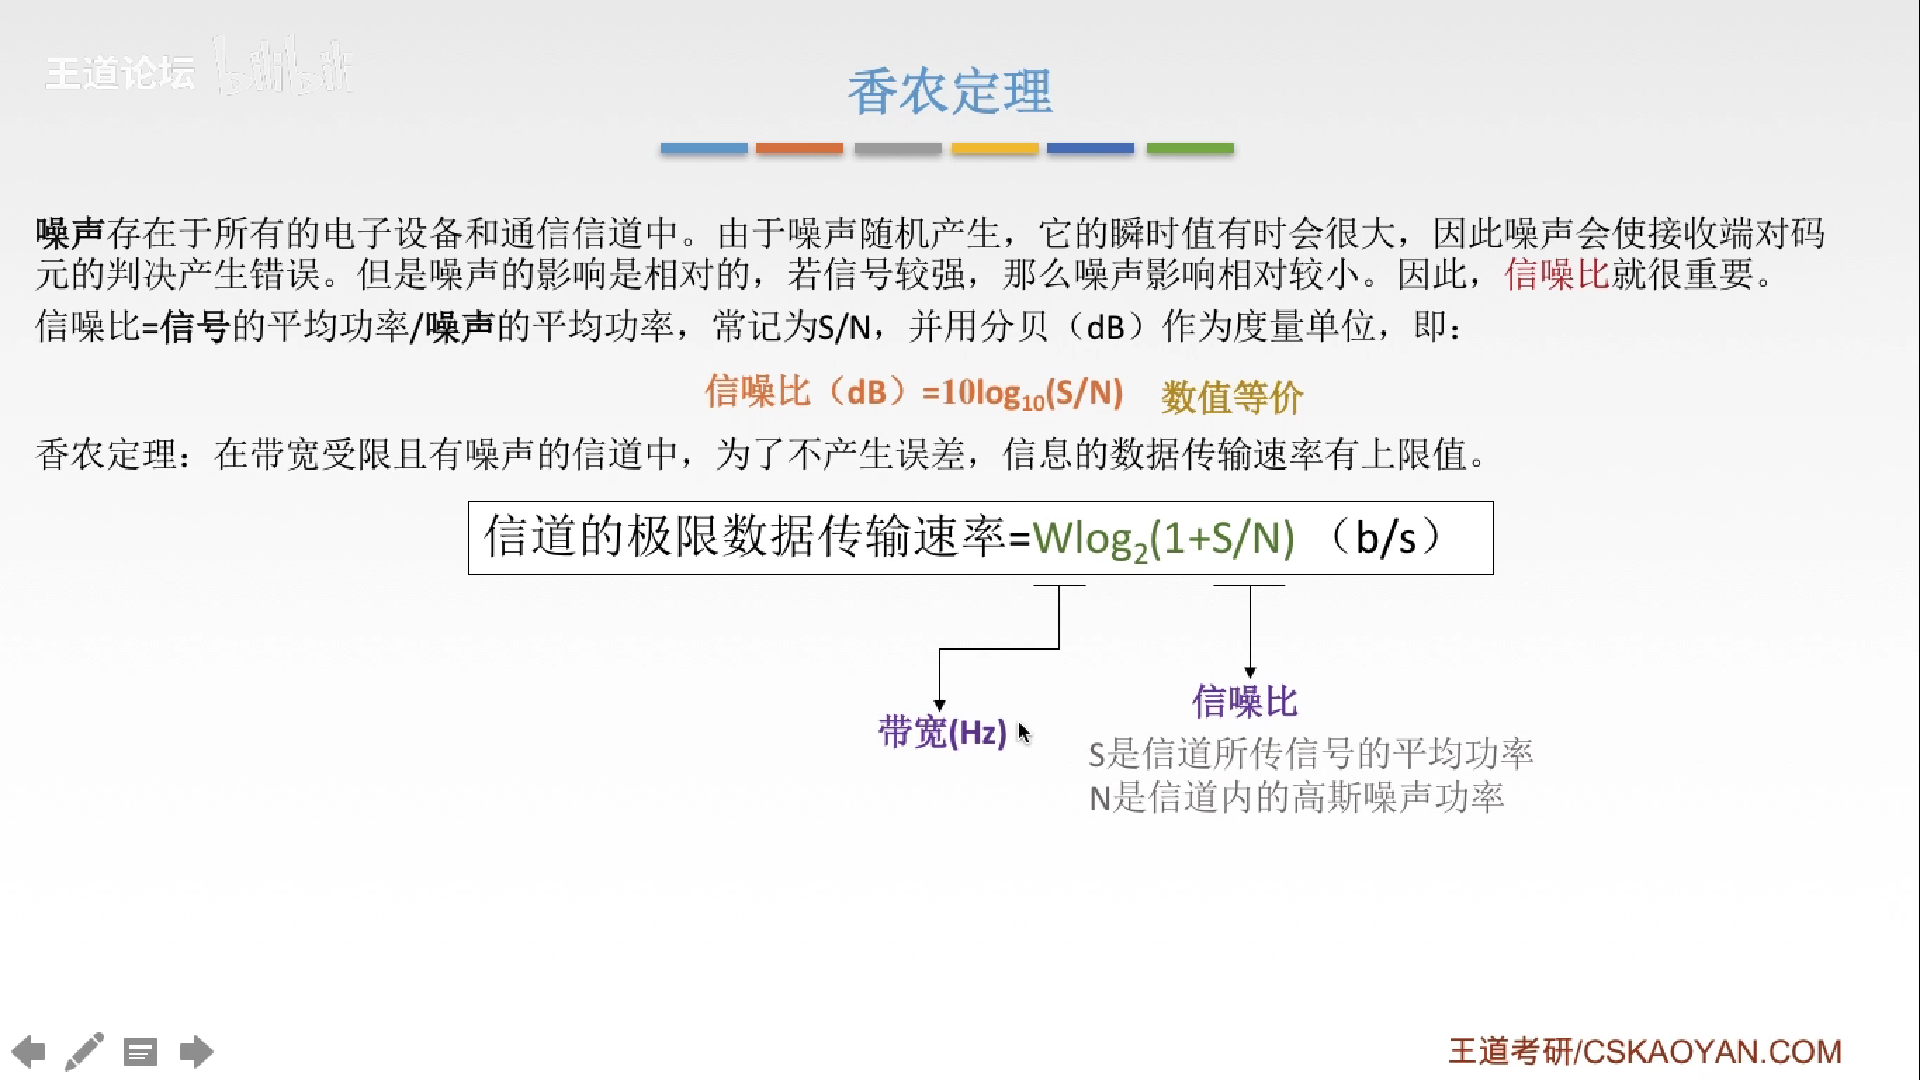 王道论坛 bilibili
香农定理
噪声存在于所有的电子设备和通信信道中。由于噪声随机产生，它的瞬时值有时会很大，因此噪声会使接收端对码
元的判决产生错误。但是噪声的影响是相对的，若信号较强，那么噪声影响相对较小。因此，信噪比就很重要。
信噪比=信号的平均功率/噪声的平均功率，常记为S/N，并用分贝（dB）作为度量单位，即：
信噪比（dB）=10log₁₀(S/N) 数值等价
香农定理：在带宽受限且有噪声的信道中，为了不产生误差，信息的数据传输速率有上限值。
信道的极限数据传输速率=Wlog₂(1+S/N)（b/s）
带宽(Hz)
信噪比
S是信道所传信号的平均功率
N是信道内的高斯噪声功率
王道考研/CSKAOYAN.COM